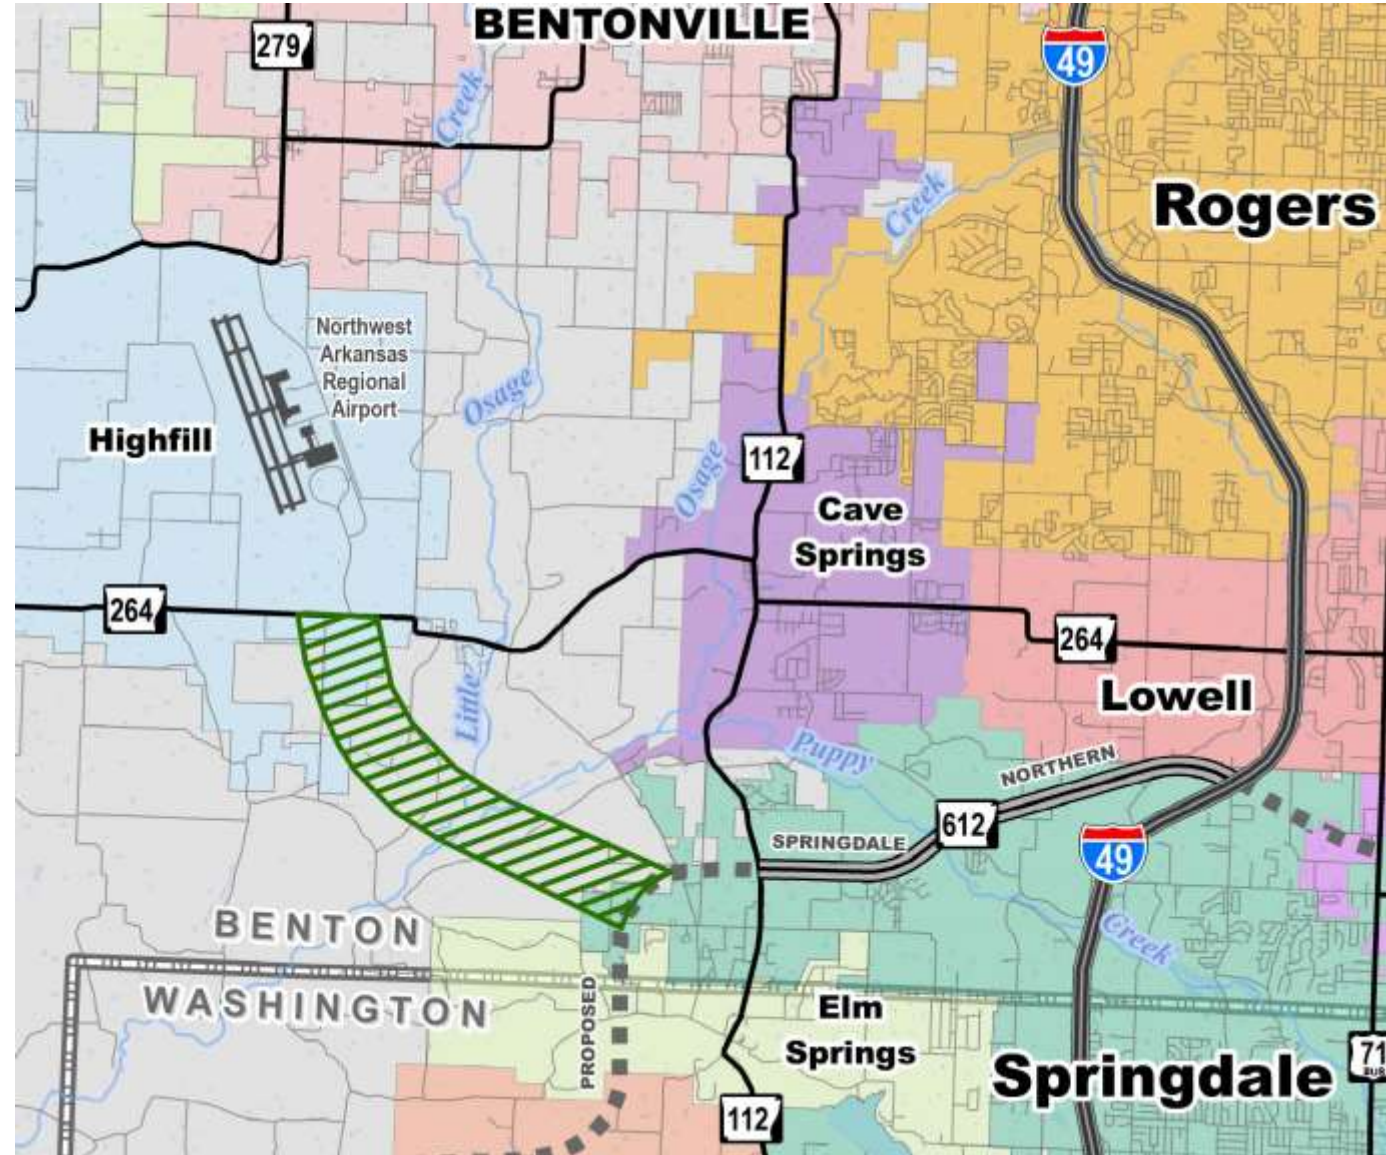 BENTONVILLE
279
Creek
49
Creek
Rogers
Northwest
Arkansas
Regional
Airport
Osage
Highfill
112
Osage
Cave
Springs
264
264
Little
Lowell
Puppy
NORTHERN
612
SPRINGDALE
49
BENTON
Creek
WASHINGTON
PROPOSED
Elm
Springs
Springdale
71
BUS
112